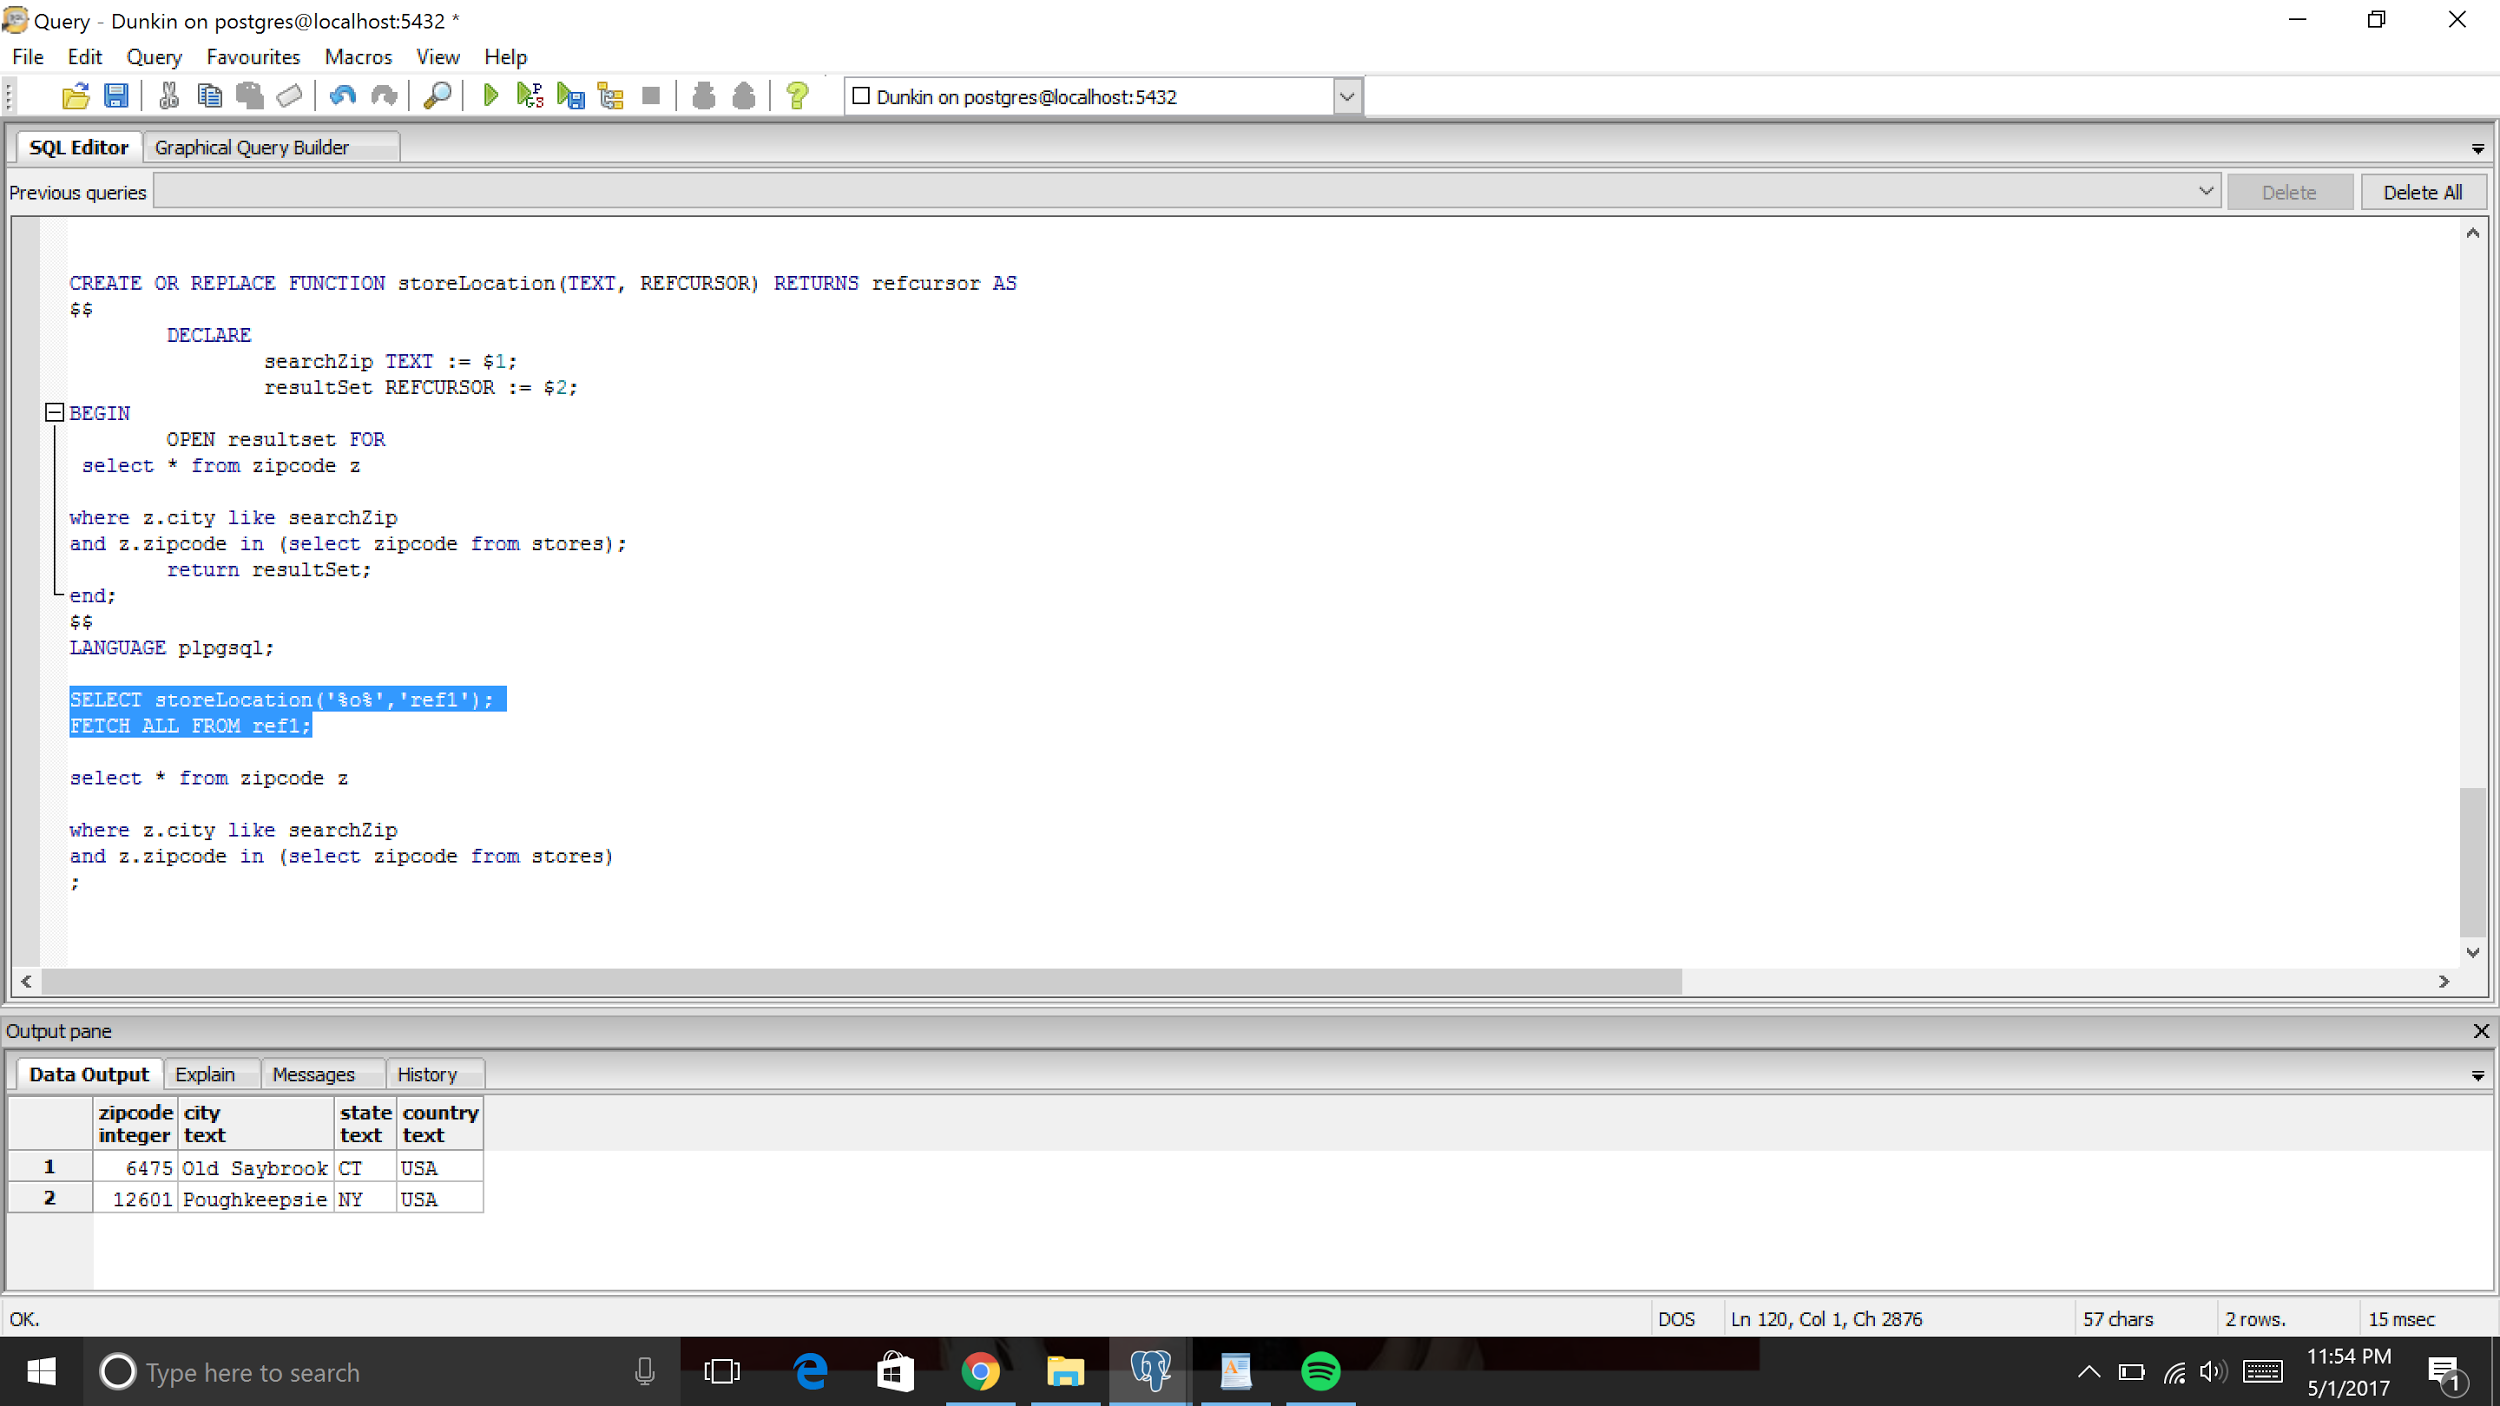 Query - Dunkin on postgres@localhost:5432 *
File Edit Query Favourites Macros View Help
Dunkin on postgres@localhost:5432
SQL Editor Graphical Query Builder
Previous queries Delete Delete All
CREATE OR REPLACE FUNCTION storeLocation(TEXT, REFCURSOR) RETURNS refcursor AS
$$
DECLARE
searchZip TEXT := $1;
resultSet REFCURSOR := $2;
BEGIN
OPEN resultset FOR
select * from zipcode z
where z.city like searchZip
and z.zipcode in (select zipcode from stores);
return resultSet;
end;
$$
LANGUAGE plpgsql;
SELECT storeLocation('%o%','ref1');
FETCH ALL FROM ref1;
select * from zipcode z
where z.city like searchZip
and z.zipcode in (select zipcode from stores)
;
Output pane
Data Output Explain Messages History
zipcode city state country
integer text text text
1 6475 Old Saybrook CT USA
2 12601 Poughkeepsie NY USA
OK. DOS Ln 120, Col 1, Ch 2876 57 chars 2 rows. 15 msec
Type here to search
11:54 PM
5/1/2017
1